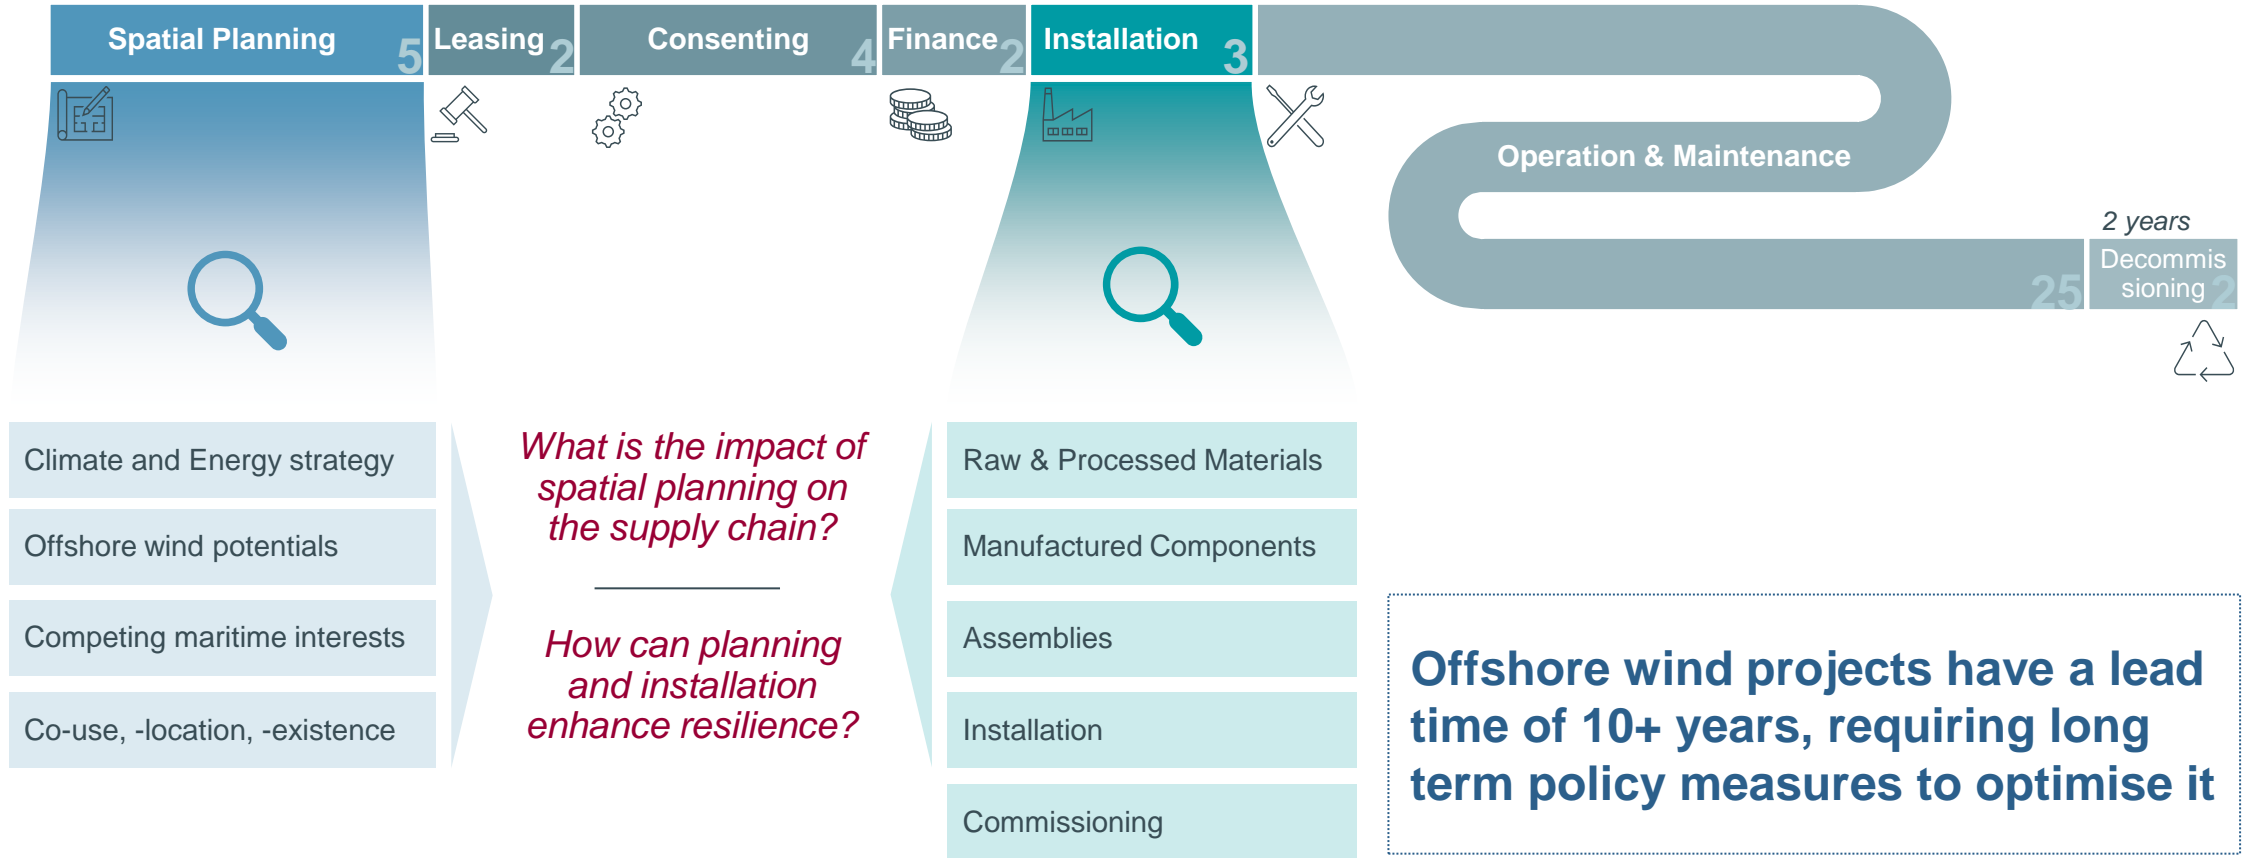 Spatial Planning
5
Leasing
2
Consenting
4
Finance
2
Installation
3
Operation & Maintenance
25
2 years
Decommis
sioning
2
Climate and Energy strategy
Offshore wind potentials
Competing maritime interests
Co-use, -location, -existence
What is the impact of
spatial planning on
the supply chain?
How can planning
and installation
enhance resilience?
Raw & Processed Materials
Manufactured Components
Assemblies
Installation
Commissioning
Offshore wind projects have a lead
time of 10+ years, requiring long
term policy measures to optimise it